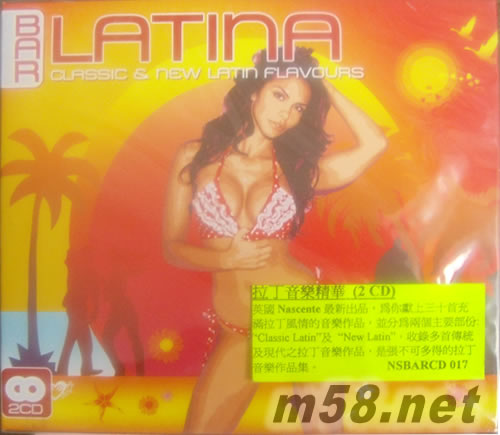 BAR
LATINA
CLASSIC & NEW LATIN FLAVOURS
拉丁音樂精華 (2 CD)
英國 Nascente 最新出品，為你獻上三十首充
滿拉丁風情的音樂作品，並分為兩個主要部份:
"Classic Latin"及 "New Latin"，收錄多首傳統
及現代之拉丁音樂作品，是張不可多得的拉丁
音樂作品集。 NSBARCD 017
2CD
m58.net